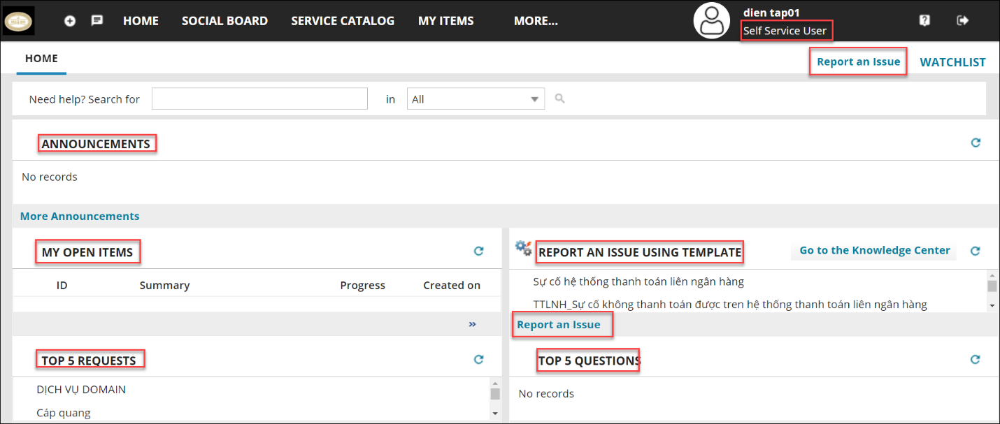 HOME SOCIAL BOARD SERVICE CATALOG MY ITEMS MORE...
dien tap01
Self Service User
HOME
Report an Issue WATCHLIST
Need help? Search for in All
ANNOUNCEMENTS
No records
More Announcements
MY OPEN ITEMS
ID Summary Progress Created on
»
REPORT AN ISSUE USING TEMPLATE Go to the Knowledge Center
Sự cố hệ thống thanh toán liên ngân hàng
TTLNH_Sự cố không thanh toán được tren hệ thống thanh toán liên ngân hàng
Report an Issue
TOP 5 REQUESTS
DỊCH VỤ DOMAIN
Cáp quang
TOP 5 QUESTIONS
No records